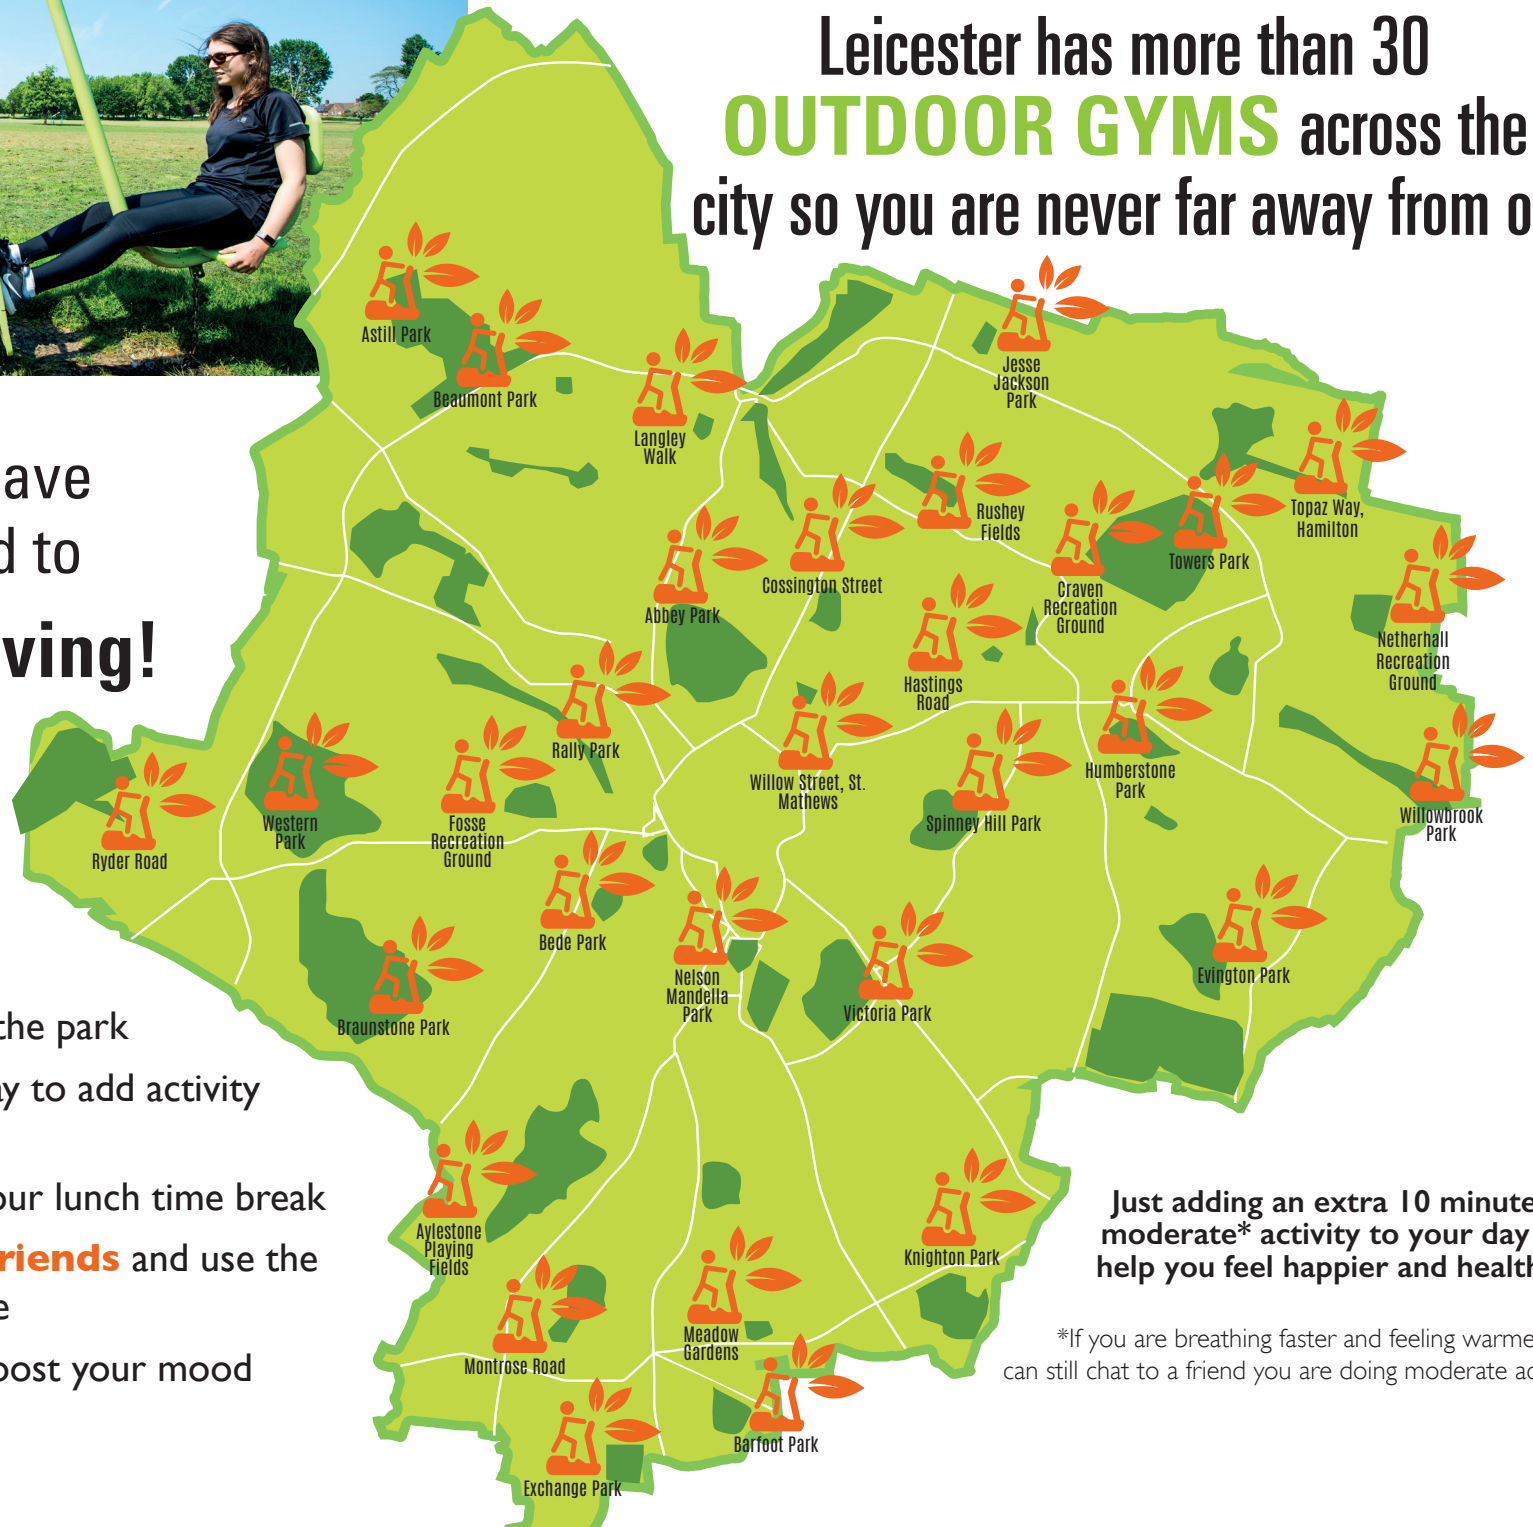 Leicester has more than 30
OUTDOOR GYMS across the
city so you are never far away from o
ave
d to
ving!
the park
ay to add activity
our lunch time break
riends and use the
e
oost your mood
Astill Park
Beaumont Park
Langley
Walk
Jesse
Jackson
Park
Rushey
Fields
Topaz Way,
Hamilton
Towers Park
Cossington Street
Abbey Park
Craven
Recreation
Ground
Netherhall
Recreation
Ground
Hastings
Road
Rally Park
Willow Street, St.
Mathews
Humberstone
Park
Spinney Hill Park
Willowbrook
Park
Western
Park
Fosse
Recreation
Ground
Ryder Road
Bede Park
Nelson
Mandella
Park
Victoria Park
Evington Park
Braunstone Park
Aylestone
Playing
Fields
Knighton Park
Meadow
Gardens
Montrose Road
Barfoot Park
Exchange Park
Just adding an extra 10 minute
moderate* activity to your day
help you feel happier and health
*If you are breathing faster and feeling warme
can still chat to a friend you are doing moderate ac